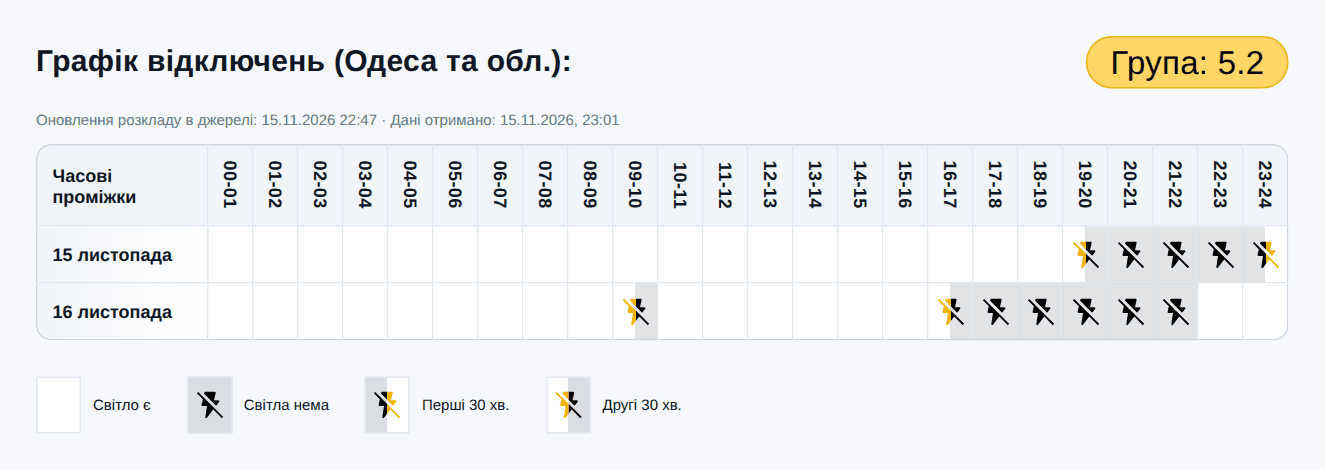 Графік відключень (Одеса та обл.):
Група: 5.2
Оновлення розкладу в джерелі: 15.11.2026 22:47 · Дані отримано: 15.11.2026, 23:01
Часові
проміжки
00-01
01-02
02-03
03-04
04-05
05-06
06-07
07-08
08-09
09-10
10-11
11-12
12-13
13-14
14-15
15-16
16-17
17-18
18-19
19-20
20-21
21-22
22-23
23-24
15 листопада
16 листопада
Світло є
Світла нема
Перші 30 хв.
Другі 30 хв.